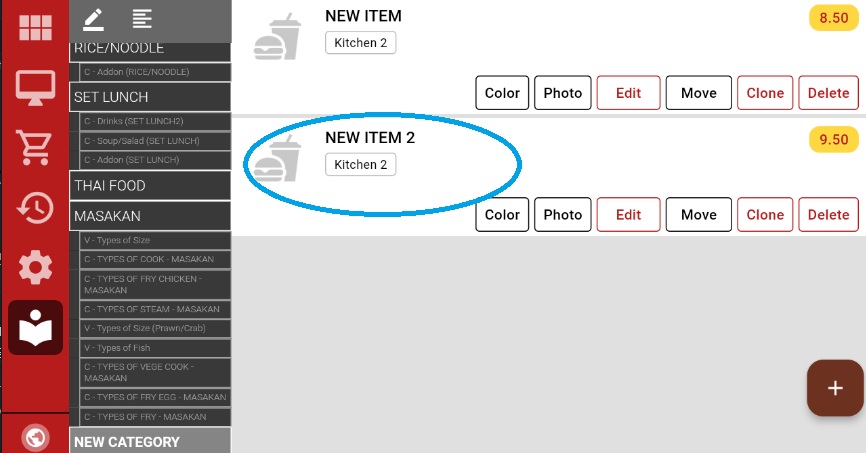 RICE/NOODLE
C - Addon (RICE/NOODLE)
SET LUNCH
C - Drinks (SET LUNCH2)
C - Soup/Salad (SET LUNCH)
C - Addon (SET LUNCH)
THAI FOOD
MASAKAN
V - Types of Size
C - TYPES OF COOK - MASAKAN
C - TYPES OF FRY CHICKEN -
MASAKAN
C - TYPES OF STEAM - MASAKAN
V - Types of Size (Prawn/Crab)
V - Types of Fish
C - TYPES OF VEGE COOK -
MASAKAN
C - TYPES OF FRY EGG - MASAKAN
C - TYPES OF FRY - MASAKAN
NEW CATEGORY
NEW ITEM
8.50
Kitchen 2
Color Photo Edit Move Clone Delete
NEW ITEM 2
9.50
Kitchen 2
Color Photo Edit Move Clone Delete
+